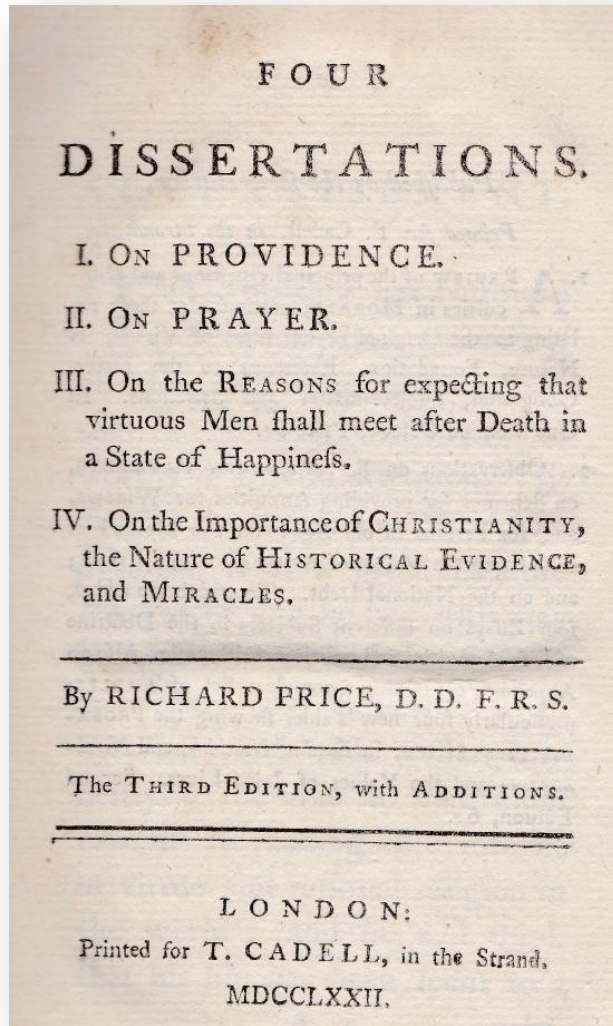 FOUR
DISSERTATIONS.
I. ON PROVIDENCE.
II. ON PRAYER.
III. On the REASONS for expecting that
virtuous Men ſhall meet after Death in
a State of Happineſs.
IV. On the Importance of CHRISTIANITY,
the Nature of HISTORICAL EVIDENCE,
and MIRACLES.
By RICHARD PRICE, D. D. F. R. S.
The THIRD EDITION, with ADDITIONS.
LONDON:
Printed for T. CADELL, in the Strand.
MDCCLXXII.